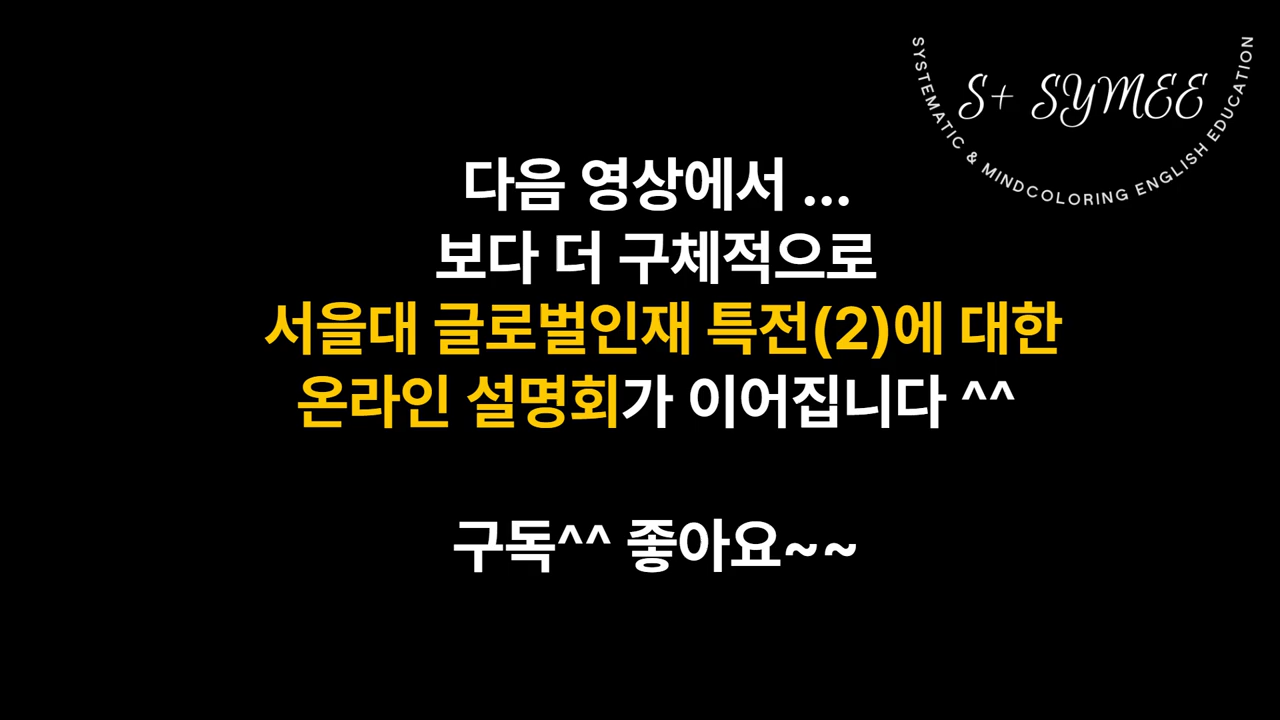 S+ SYMEE
SYSTEMATIC & MINDCOLORING ENGLISH EDUCATION
다음 영상에서 ...
보다 더 구체적으로
서울대 글로벌인재 특전(2)에 대한
온라인 설명회가 이어집니다 ^^
구독^^ 좋아요~~